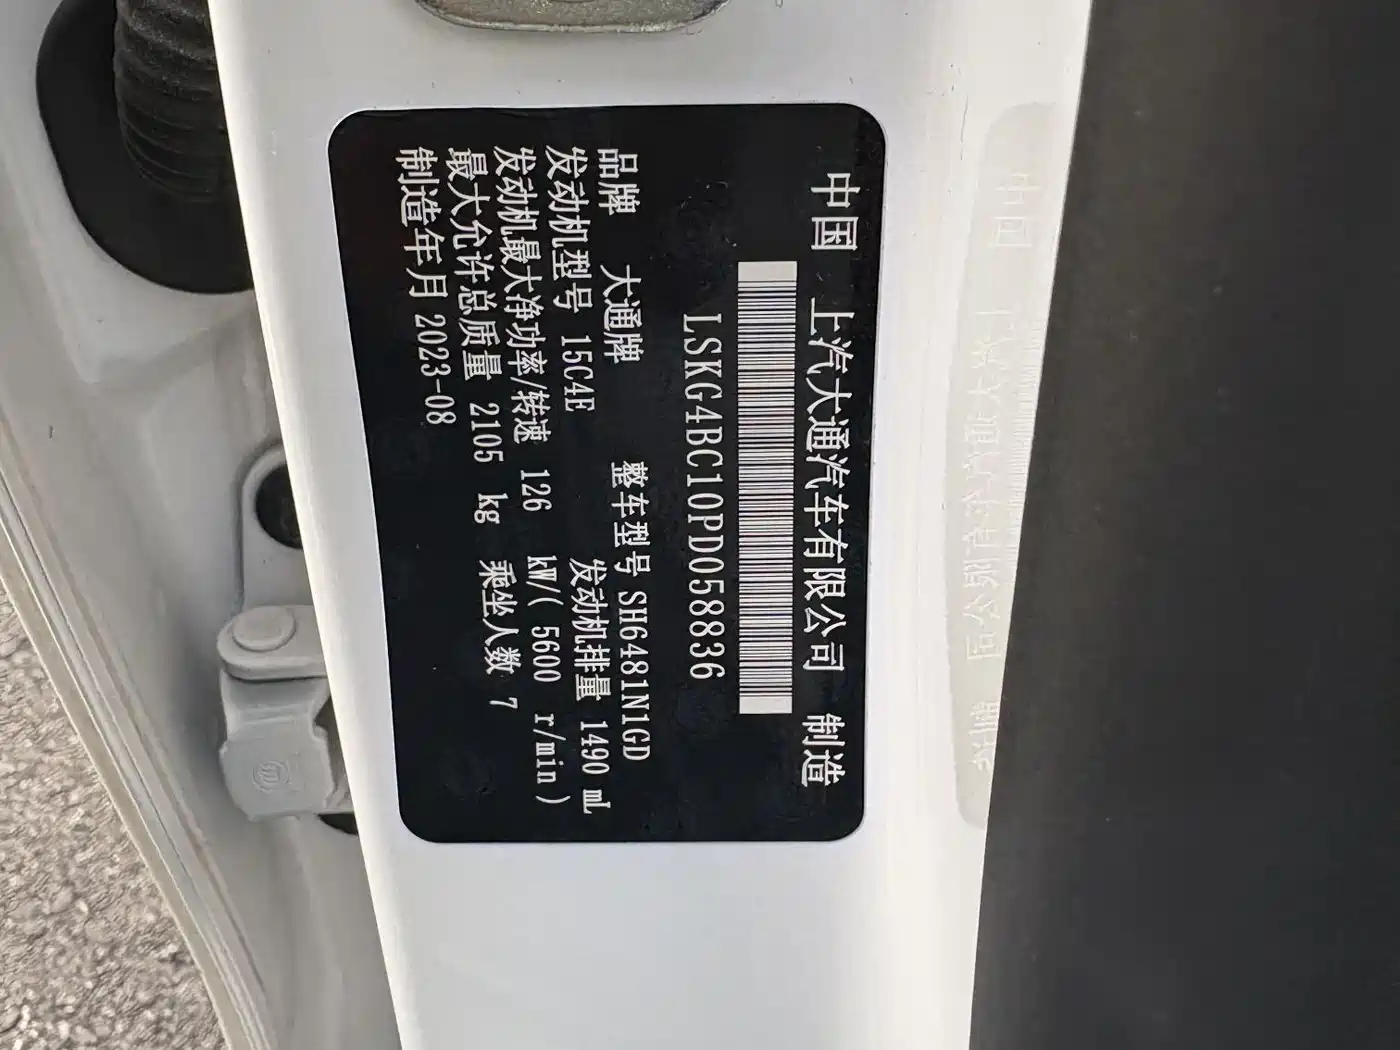 中国 上汽大通汽车有限公司 制造
LSKG4BC10PD058836
品牌 大通牌 整车型号 SH6481N1GD
发动机型号 15C4E 发动机排量 1490 mL
发动机最大净功率/转速 126 kW/( 5600 r/min)
最大允许总质量 2105 kg 乘坐人数 7
制造年月 2023-08